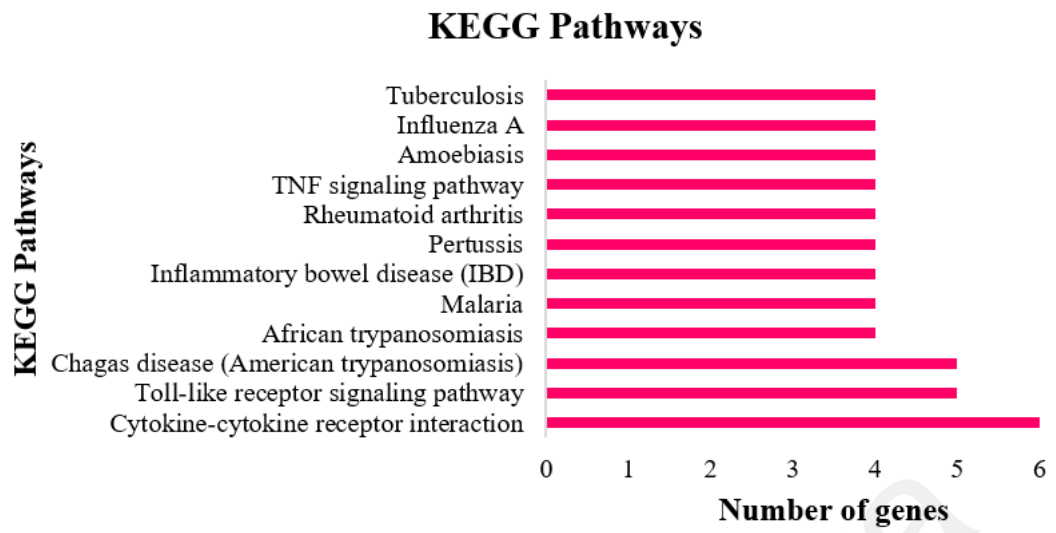 KEGG Pathways
KEGG Pathways
Tuberculosis
Influenza A
Amoebiasis
TNF signaling pathway
Rheumatoid arthritis
Pertussis
Inflammatory bowel disease (IBD)
Malaria
African trypanosomiasis
Chagas disease (American trypanosomiasis)
Toll-like receptor signaling pathway
Cytokine-cytokine receptor interaction
0 1 2 3 4 5 6
Number of genes